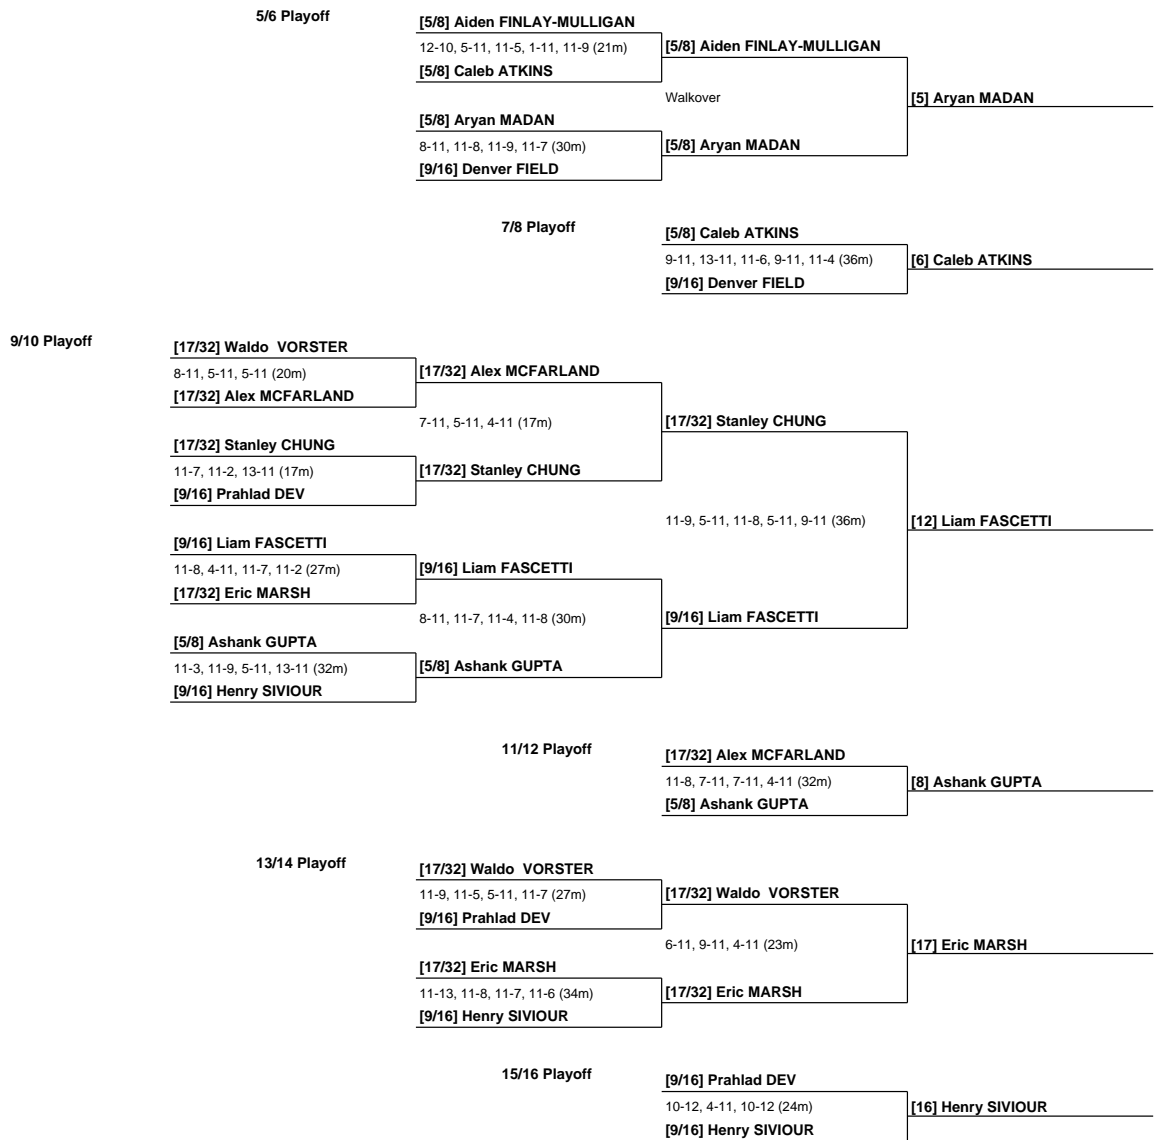 5/6 Playoff
[5/8] Aiden FINLAY-MULLIGAN
12-10, 5-11, 11-5, 1-11, 11-9 (21m)
[5/8] Caleb ATKINS
[5/8] Aiden FINLAY-MULLIGAN
Walkover
[5] Aryan MADAN
[5/8] Aryan MADAN
8-11, 11-8, 11-9, 11-7 (30m)
[9/16] Denver FIELD
[5/8] Aryan MADAN
7/8 Playoff
[5/8] Caleb ATKINS
9-11, 13-11, 11-6, 9-11, 11-4 (36m)
[9/16] Denver FIELD
[6] Caleb ATKINS
9/10 Playoff
[17/32] Waldo  VORSTER
8-11, 5-11, 5-11 (20m)
[17/32] Alex MCFARLAND
[17/32] Alex MCFARLAND
7-11, 5-11, 4-11 (17m)
[17/32] Stanley CHUNG
[17/32] Stanley CHUNG
11-7, 11-2, 13-11 (17m)
[9/16] Prahlad DEV
[17/32] Stanley CHUNG
11-9, 5-11, 11-8, 5-11, 9-11 (36m)
[12] Liam FASCETTI
[9/16] Liam FASCETTI
11-8, 4-11, 11-7, 11-2 (27m)
[17/32] Eric MARSH
[9/16] Liam FASCETTI
8-11, 11-7, 11-4, 11-8 (30m)
[9/16] Liam FASCETTI
[5/8] Ashank GUPTA
11-3, 11-9, 5-11, 13-11 (32m)
[9/16] Henry SIVIOUR
[5/8] Ashank GUPTA
11/12 Playoff
[17/32] Alex MCFARLAND
11-8, 7-11, 7-11, 4-11 (32m)
[5/8] Ashank GUPTA
[8] Ashank GUPTA
13/14 Playoff
[17/32] Waldo  VORSTER
11-9, 11-5, 5-11, 11-7 (27m)
[9/16] Prahlad DEV
[17/32] Waldo  VORSTER
6-11, 9-11, 4-11 (23m)
[17] Eric MARSH
[17/32] Eric MARSH
11-13, 11-8, 11-7, 11-6 (34m)
[9/16] Henry SIVIOUR
[17/32] Eric MARSH
15/16 Playoff
[9/16] Prahlad DEV
10-12, 4-11, 10-12 (24m)
[9/16] Henry SIVIOUR
[16] Henry SIVIOUR